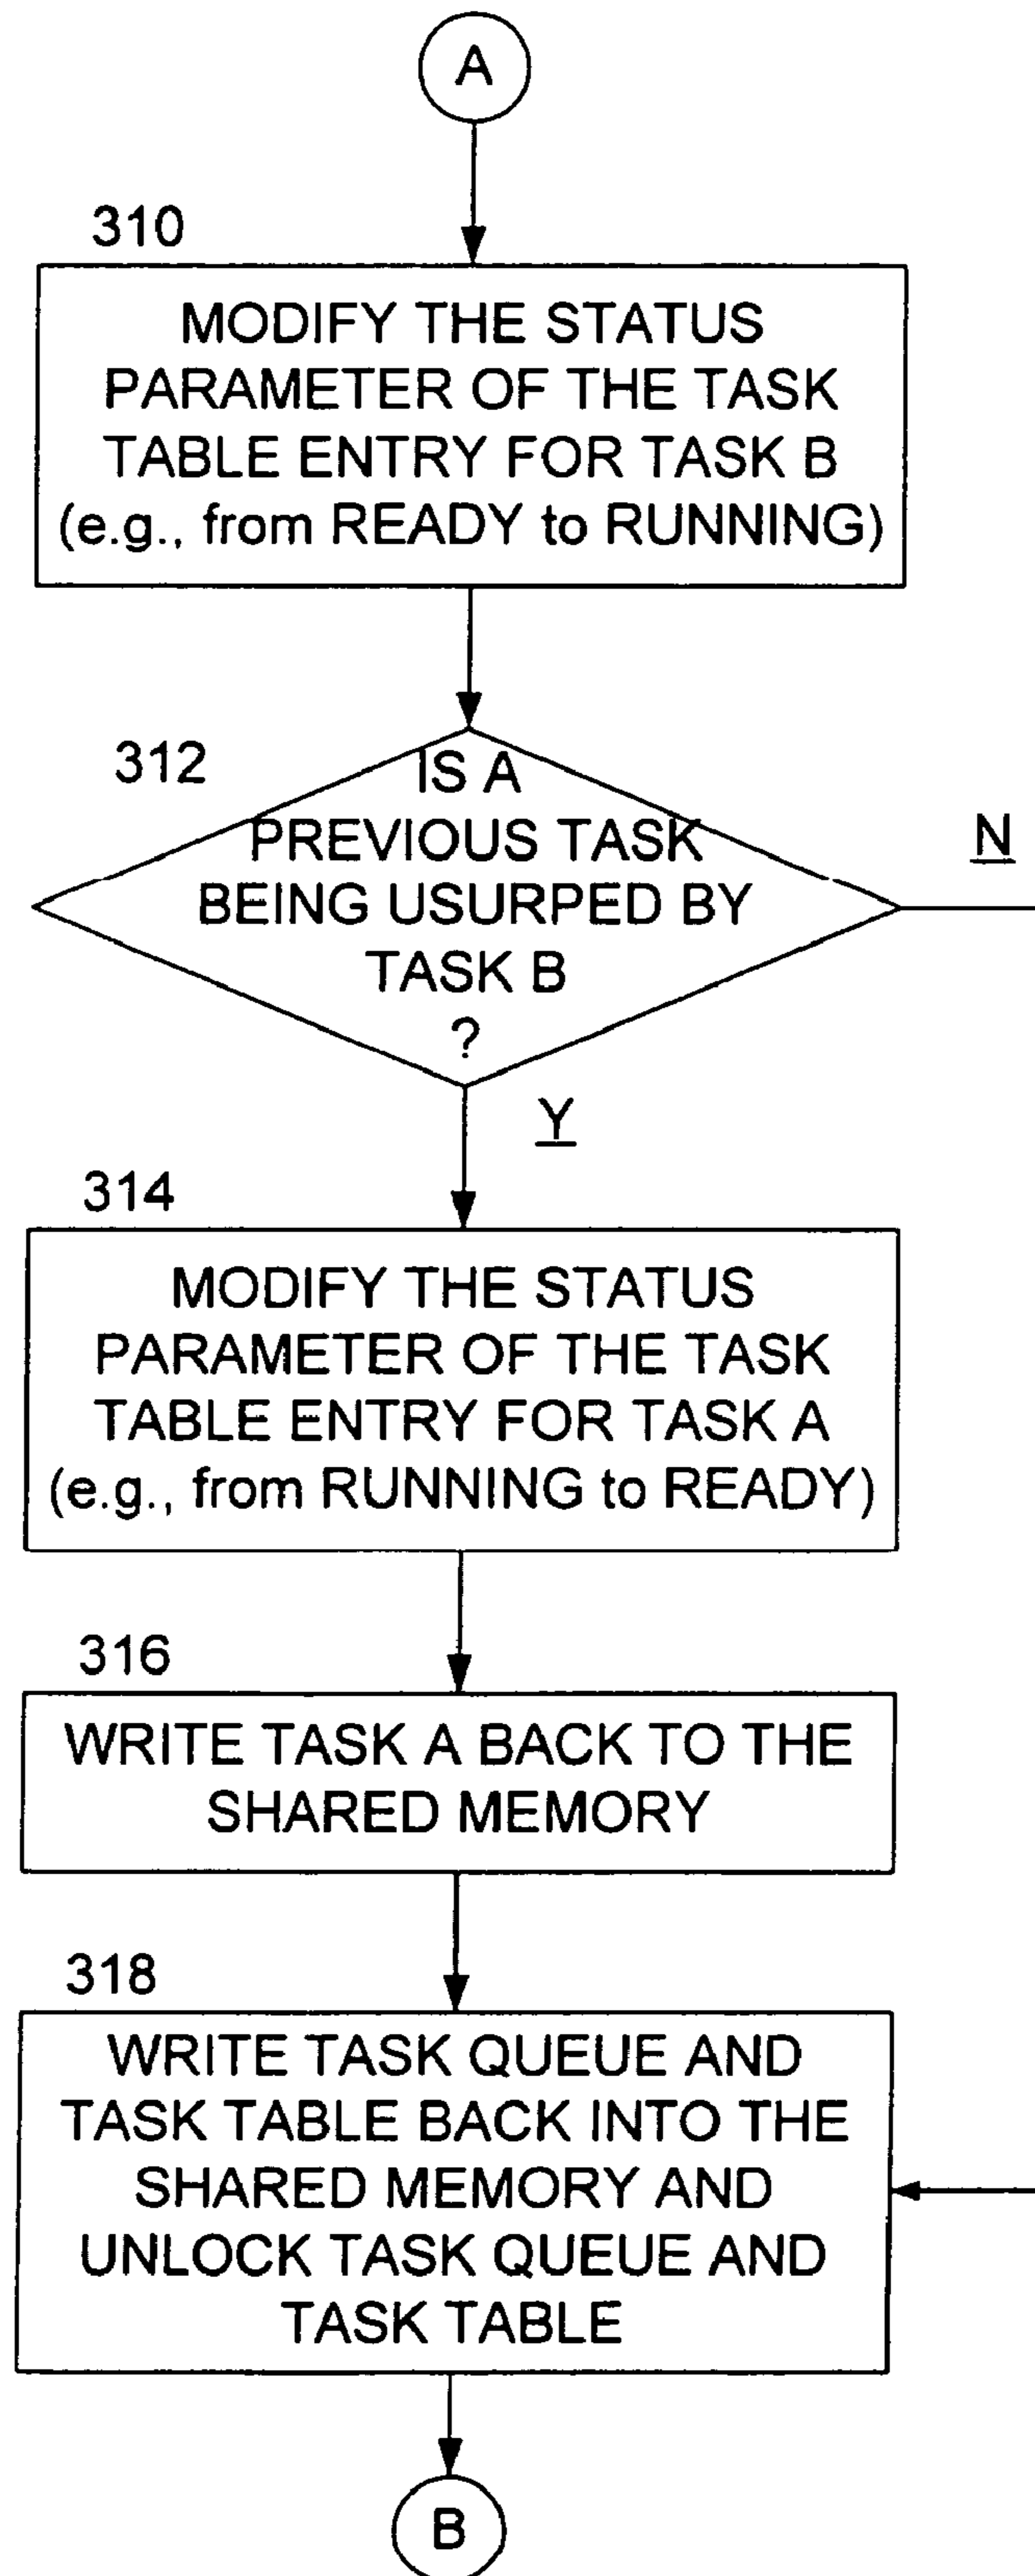 A
310
MODIFY THE STATUS
PARAMETER OF THE TASK
TABLE ENTRY FOR TASK B
(e.g., from READY to RUNNING)
312
IS A
PREVIOUS TASK
BEING USURPED BY
TASK B
?
N
Y
314
MODIFY THE STATUS
PARAMETER OF THE TASK
TABLE ENTRY FOR TASK A
(e.g., from RUNNING to READY)
316
WRITE TASK A BACK TO THE
SHARED MEMORY
318
WRITE TASK QUEUE AND
TASK TABLE BACK INTO THE
SHARED MEMORY AND
UNLOCK TASK QUEUE AND
TASK TABLE
B